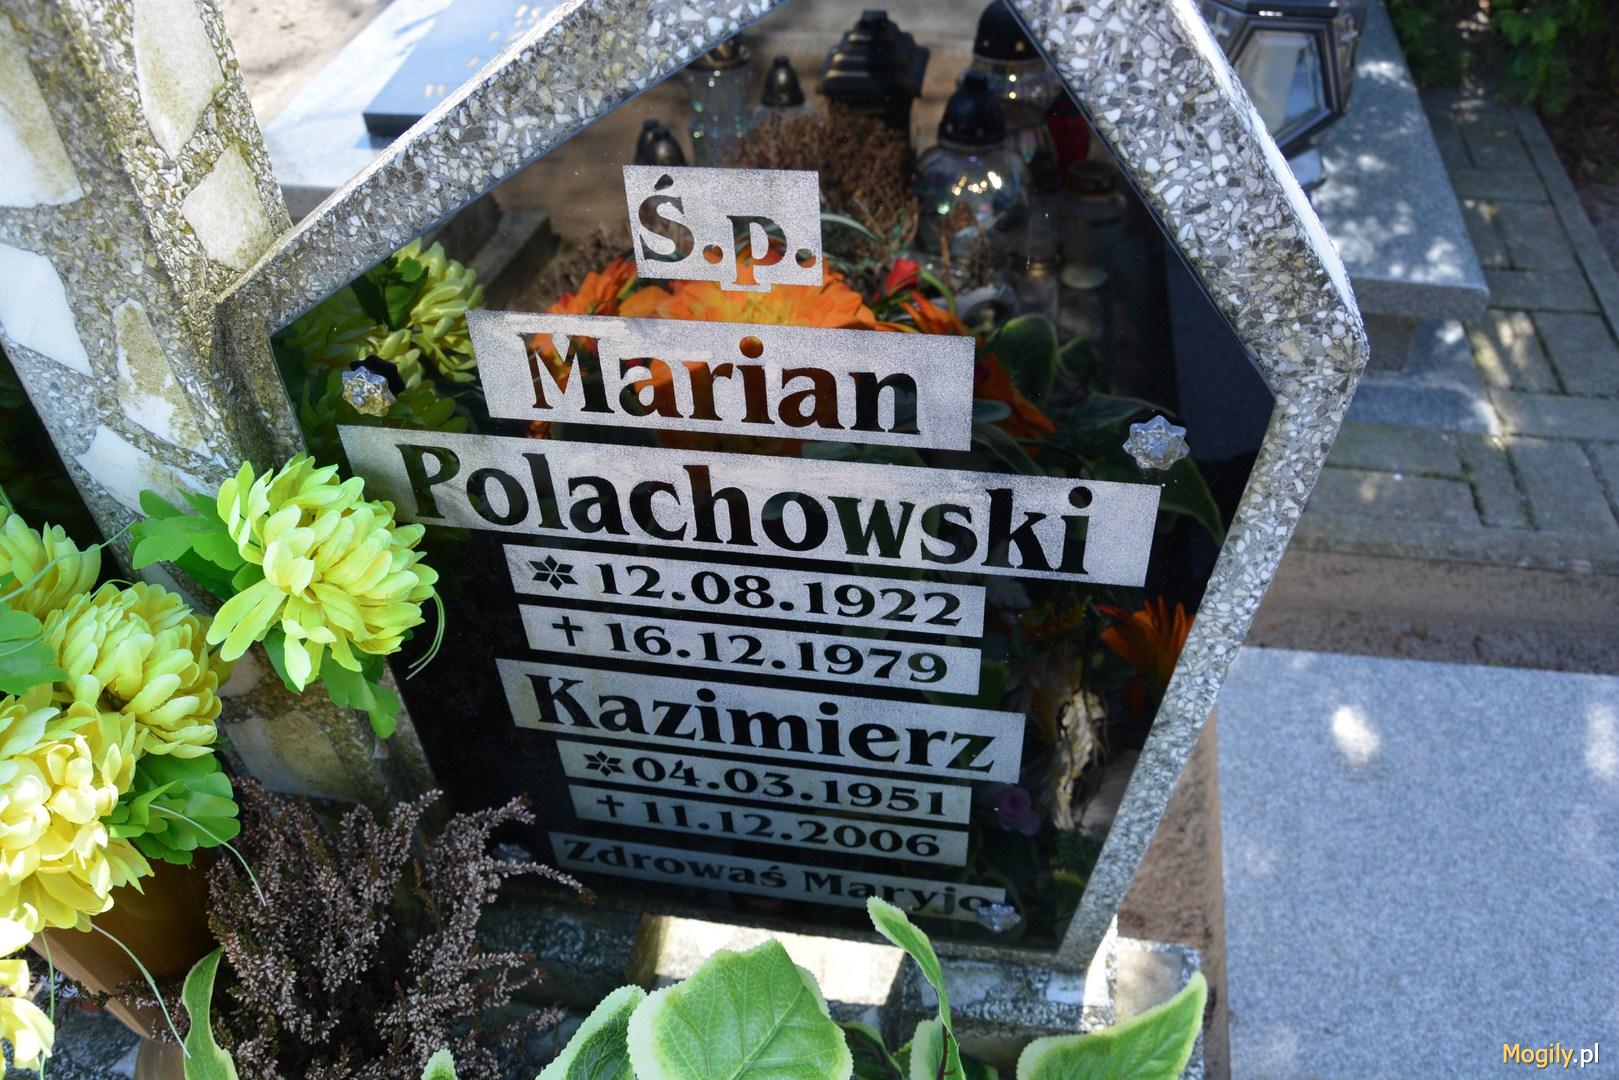 Ś.p.
Marian
Polachowski
* 12.08.1922
† 16.12.1979
Kazimierz
* 04.03.1951
† 11.12.2006
Zdrowaś Maryjo
Mogily.pl